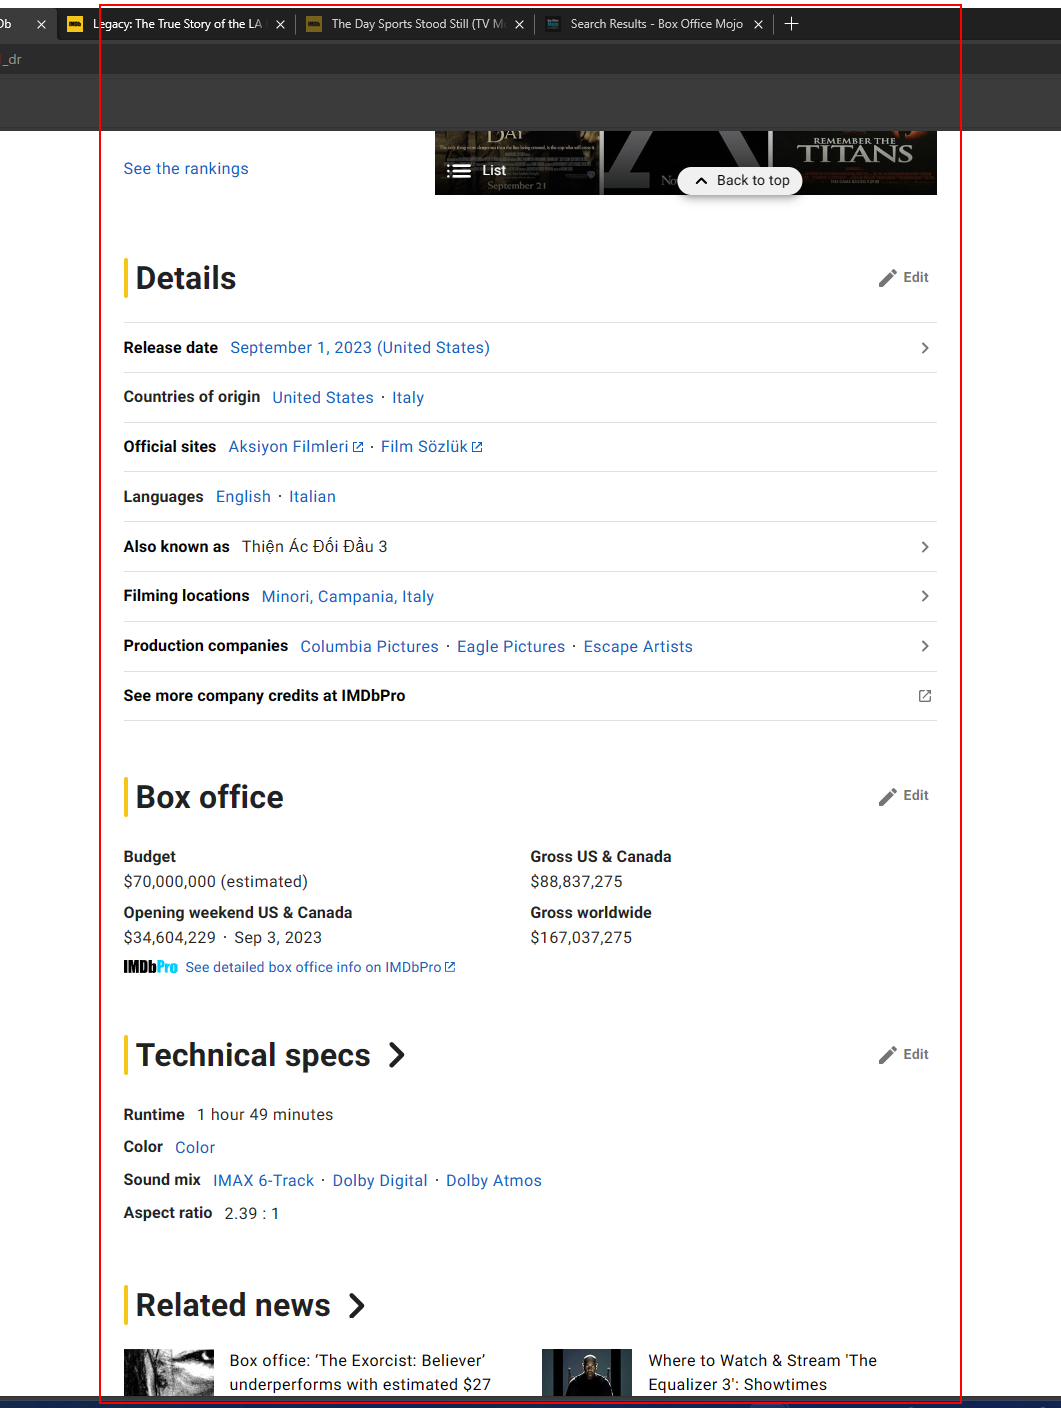 Db
Legacy: The True Story of the LA
The Day Sports Stood Still (TV M
Search Results - Box Office Mojo
_dr
See the rankings
DAY
September 21
List
No
REMEMBER THE
TITANS
Back to top
Details
Edit
Release date September 1, 2023 (United States)
Countries of origin United States · Italy
Official sites Aksiyon Filmleri · Film Sözlük
Languages English · Italian
Also known as Thiện Ác Đối Đầu 3
Filming locations Minori, Campania, Italy
Production companies Columbia Pictures · Eagle Pictures · Escape Artists
See more company credits at IMDbPro
Box office
Edit
Budget
$70,000,000 (estimated)
Gross US & Canada
$88,837,275
Opening weekend US & Canada
$34,604,229 · Sep 3, 2023
Gross worldwide
$167,037,275
IMDbPro See detailed box office info on IMDbPro
Technical specs
Edit
Runtime 1 hour 49 minutes
Color Color
Sound mix IMAX 6-Track · Dolby Digital · Dolby Atmos
Aspect ratio 2.39 : 1
Related news
Box office: ‘The Exorcist: Believer’
underperforms with estimated $27
Where to Watch & Stream 'The
Equalizer 3': Showtimes